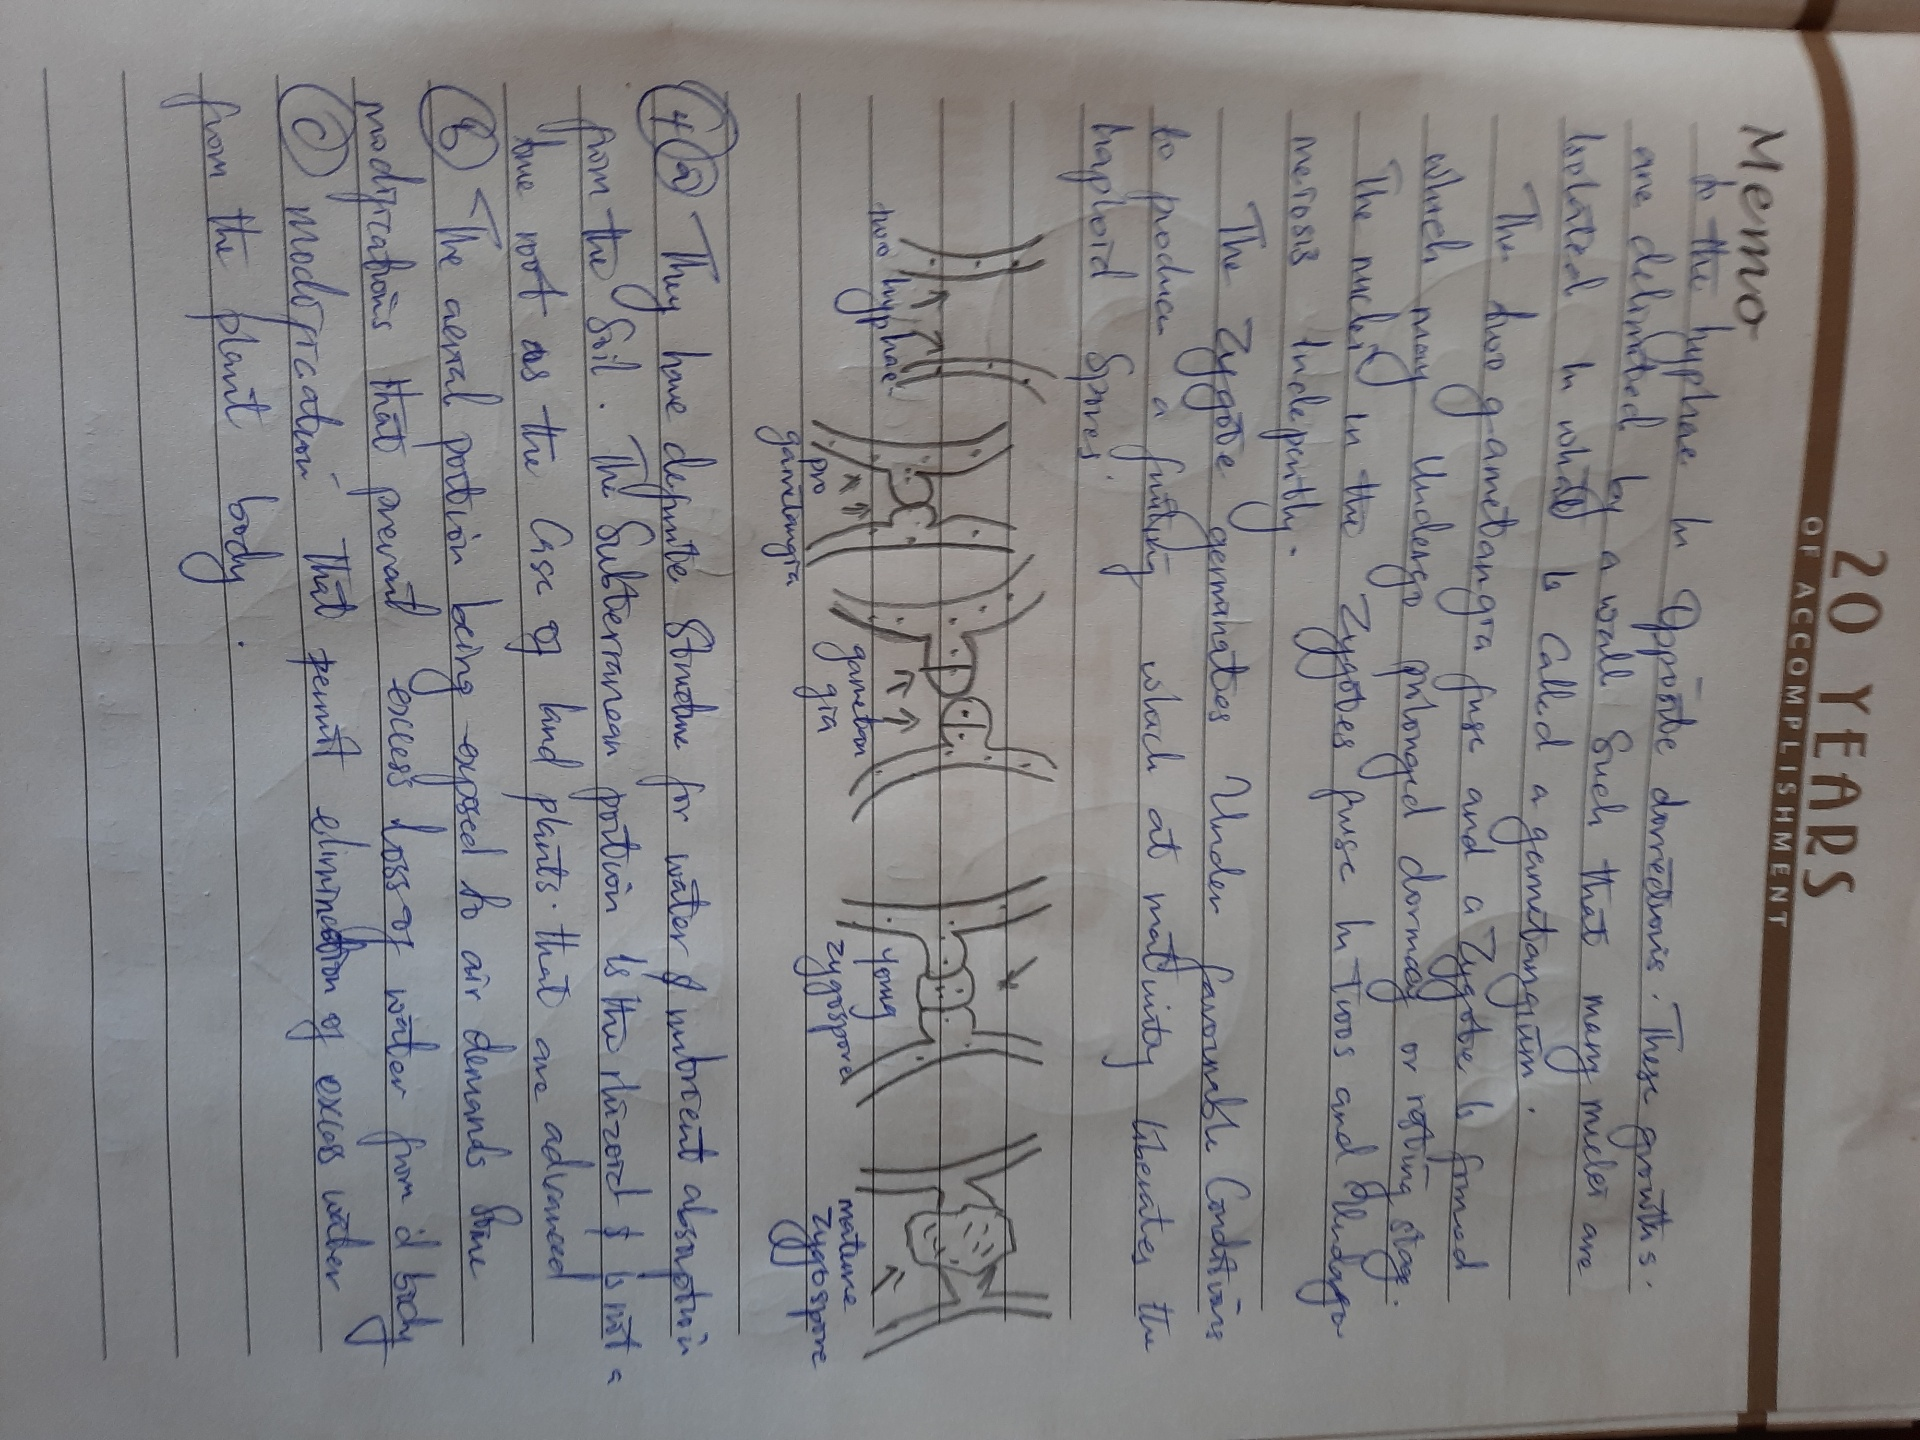 20 YEARS
OF ACCOMPLISHMENT
Memo
to the hyphae in Opposite dorrections. These growths.
are delimited by a wall Such that many nuclei are
Isolated in what is Called a gametangium.
The two gametangia fuse and a Zygote is formed
which may Undergo prolonged dormacy or resting stage.
The nuclei in the Zygotes fuse in twos and Undergo
meiosis Indepently.
The Zygote germinates Under favourable Conditions
to produce a which at maturity liberates the
haploid Spores.
two hyphae
pro
gametangia
gametan
gia
young
zygospore
mature
zygospore
4 a They have definite Structure for water & nutrient absorption
from the Soil. The Subterranean portion is the rhizoid & is not a
true root as the Case of land plants that are advanced
b The aerial portion being exposed to air demands Some
modifications that prevent excess Loss of water from d body
c modification that permit elimination of excess water
from the plant body.